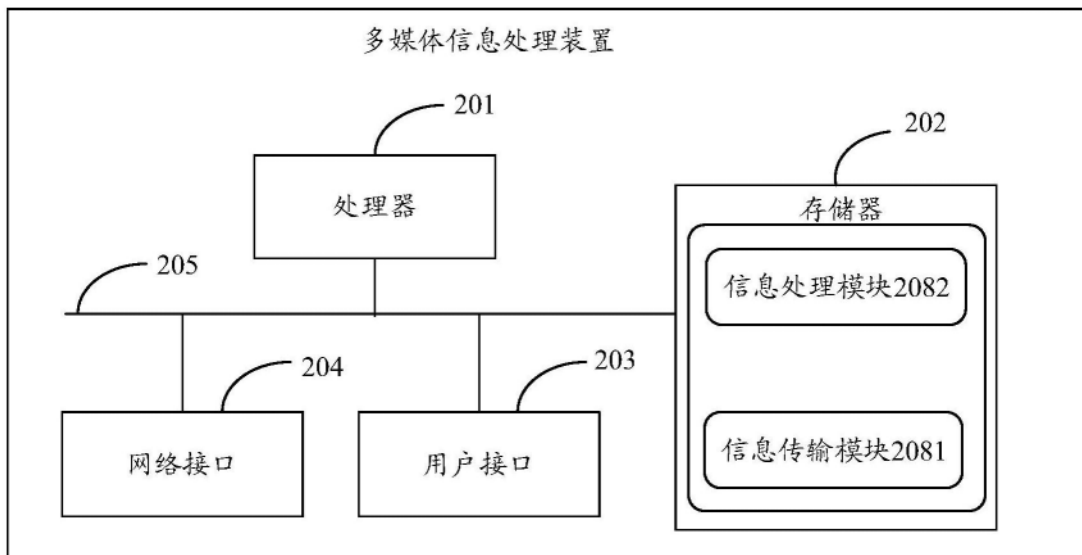 多媒体信息处理装置
201
处理器
202
存储器
信息处理模块2082
205
204
网络接口
203
用户接口
信息传输模块2081